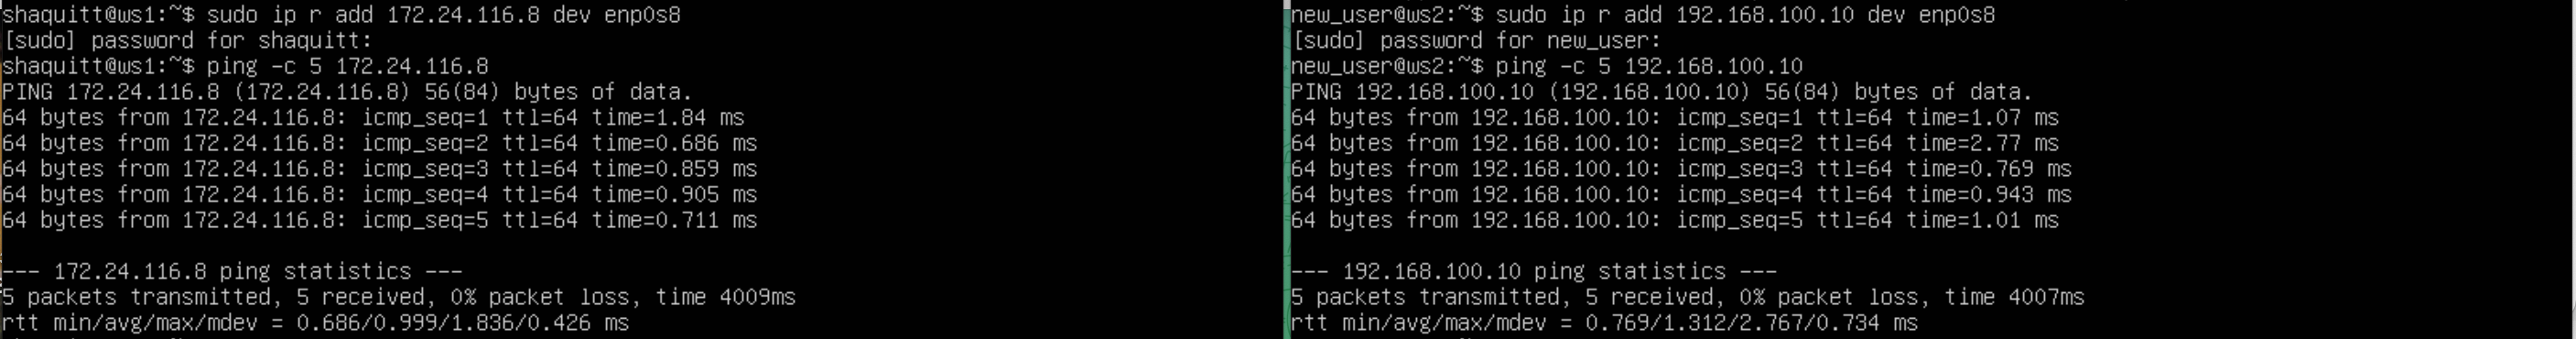 shaquitt@ws1:~$ sudo ip r add 172.24.116.8 dev enp0s8
[sudo] password for shaquitt:
shaquitt@ws1:~$ ping -c 5 172.24.116.8
PING 172.24.116.8 (172.24.116.8) 56(84) bytes of data.
64 bytes from 172.24.116.8: icmp_seq=1 ttl=64 time=1.84 ms
64 bytes from 172.24.116.8: icmp_seq=2 ttl=64 time=0.686 ms
64 bytes from 172.24.116.8: icmp_seq=3 ttl=64 time=0.859 ms
64 bytes from 172.24.116.8: icmp_seq=4 ttl=64 time=0.905 ms
64 bytes from 172.24.116.8: icmp_seq=5 ttl=64 time=0.711 ms
--- 172.24.116.8 ping statistics ---
5 packets transmitted, 5 received, 0% packet loss, time 4009ms
rtt min/avg/max/mdev = 0.686/0.999/1.836/0.426 ms
new_user@ws2:~$ sudo ip r add 192.168.100.10 dev enp0s8
[sudo] password for new_user:
new_user@ws2:~$ ping -c 5 192.168.100.10
PING 192.168.100.10 (192.168.100.10) 56(84) bytes of data.
64 bytes from 192.168.100.10: icmp_seq=1 ttl=64 time=1.07 ms
64 bytes from 192.168.100.10: icmp_seq=2 ttl=64 time=2.77 ms
64 bytes from 192.168.100.10: icmp_seq=3 ttl=64 time=0.769 ms
64 bytes from 192.168.100.10: icmp_seq=4 ttl=64 time=0.943 ms
64 bytes from 192.168.100.10: icmp_seq=5 ttl=64 time=1.01 ms
--- 192.168.100.10 ping statistics ---
5 packets transmitted, 5 received, 0% packet loss, time 4007ms
rtt min/avg/max/mdev = 0.769/1.312/2.767/0.734 ms